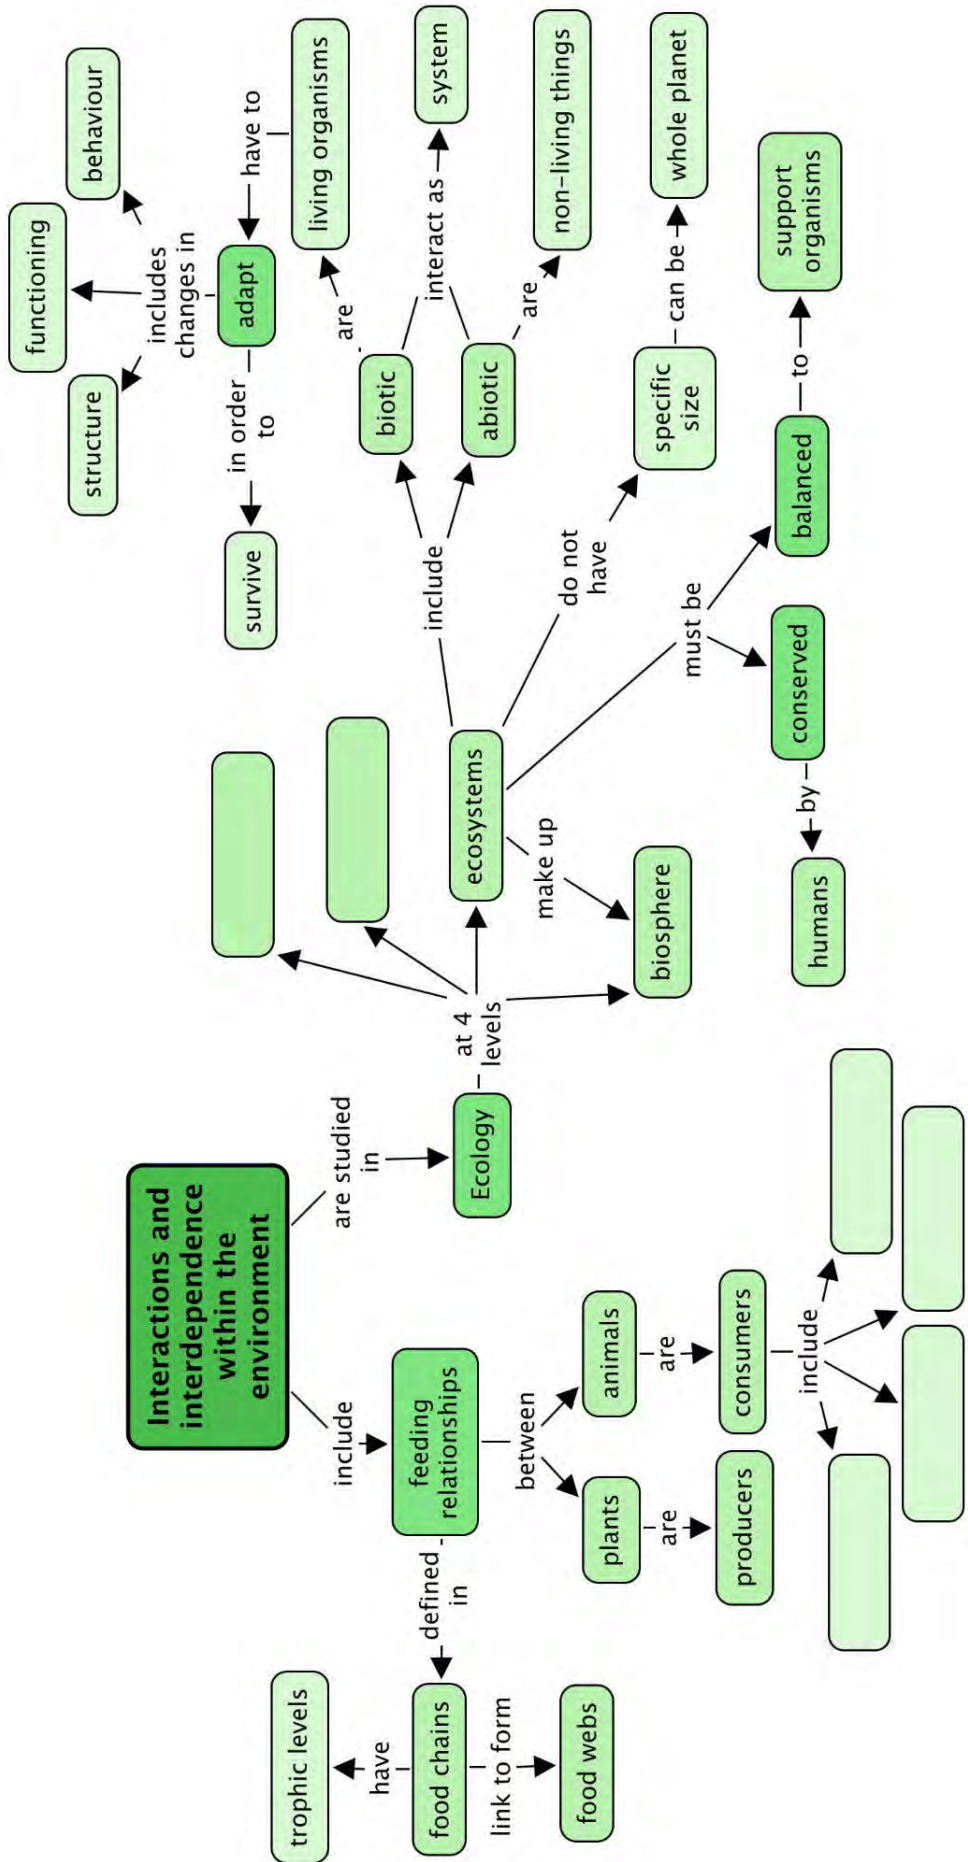 Interactions and
interdependence
within the
environment
include
are studied
in
feeding
relationships
defined
in
food chains
have
trophic levels
link to form
food webs
between
plants
are
producers
animals
are
consumers
include
Ecology
at 4
levels
ecosystems
make up
biosphere
include
biotic
are
living organisms
have to
adapt
includes
changes in
structure
functioning
behaviour
in order
to
survive
abiotic
are
non-living things
interact as
system
do not
have
specific
size
can be
whole planet
must be
conserved
by
humans
balanced
to
support
organisms